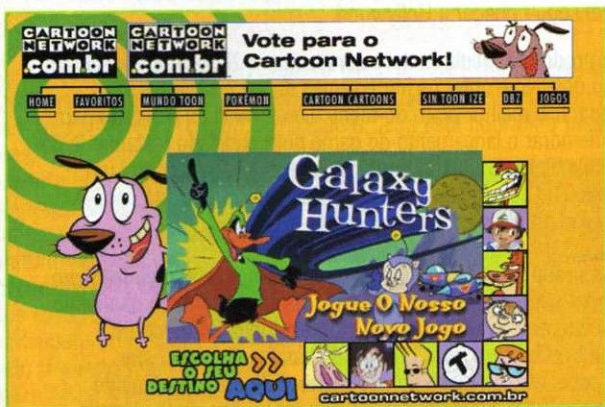 CARTOON NETWORK .com.br
CARTOON NETWORK .com.br
Vote para o
Cartoon Network!
HOME FAVORITOS MUNDO TOON POKÉMON CARTOON CARTOONS SIN TOON IZE DBZ JOGOS
Galaxy
Hunters
Jogue O Nosso
Novo Jogo
ESCOLHA
O SEU
DESTINO >> AQUI
T
cartoonnetwork.com.br